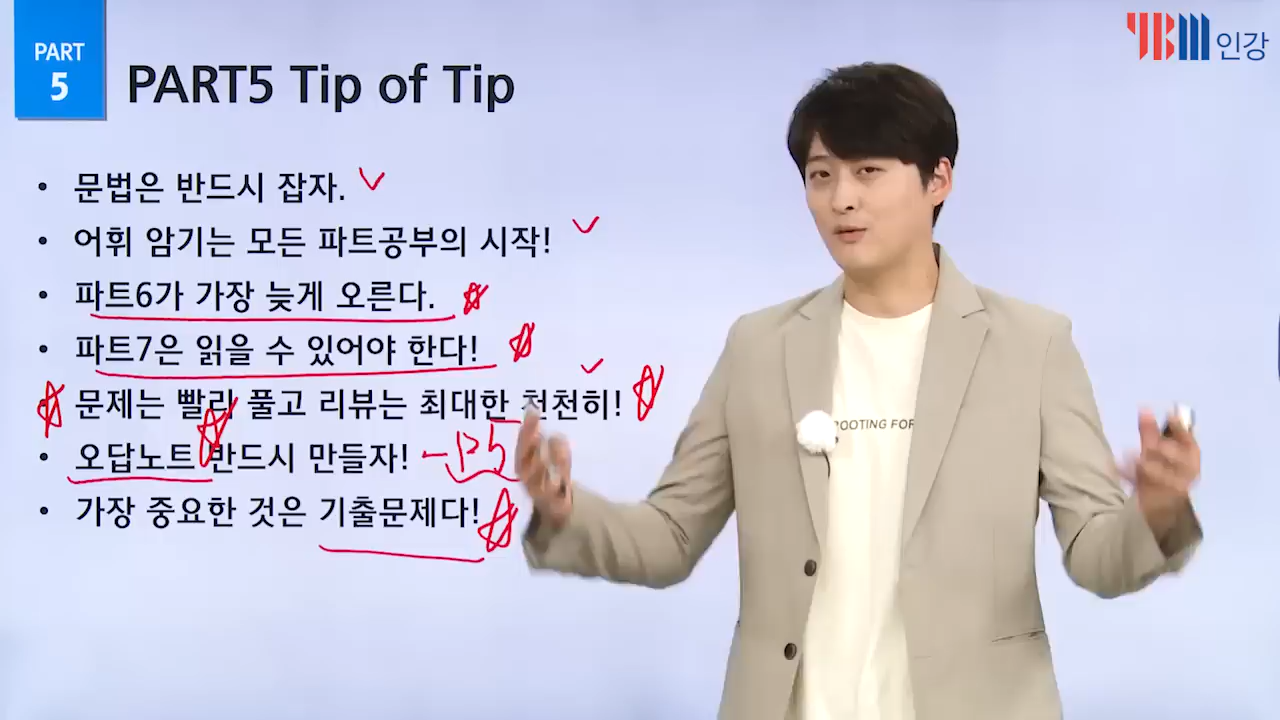 PART
5
PART5 Tip of Tip
YBM 인강
• 문법은 반드시 잡자.
• 어휘 암기는 모든 파트공부의 시작!
• 파트6가 가장 늦게 오른다.
• 파트7은 읽을 수 있어야 한다!
• 문제는 빨리 풀고 리뷰는 최대한 천천히!
• 오답노트 반드시 만들자! - P5
• 가장 중요한 것은 기출문제다!
ROOTING FOR